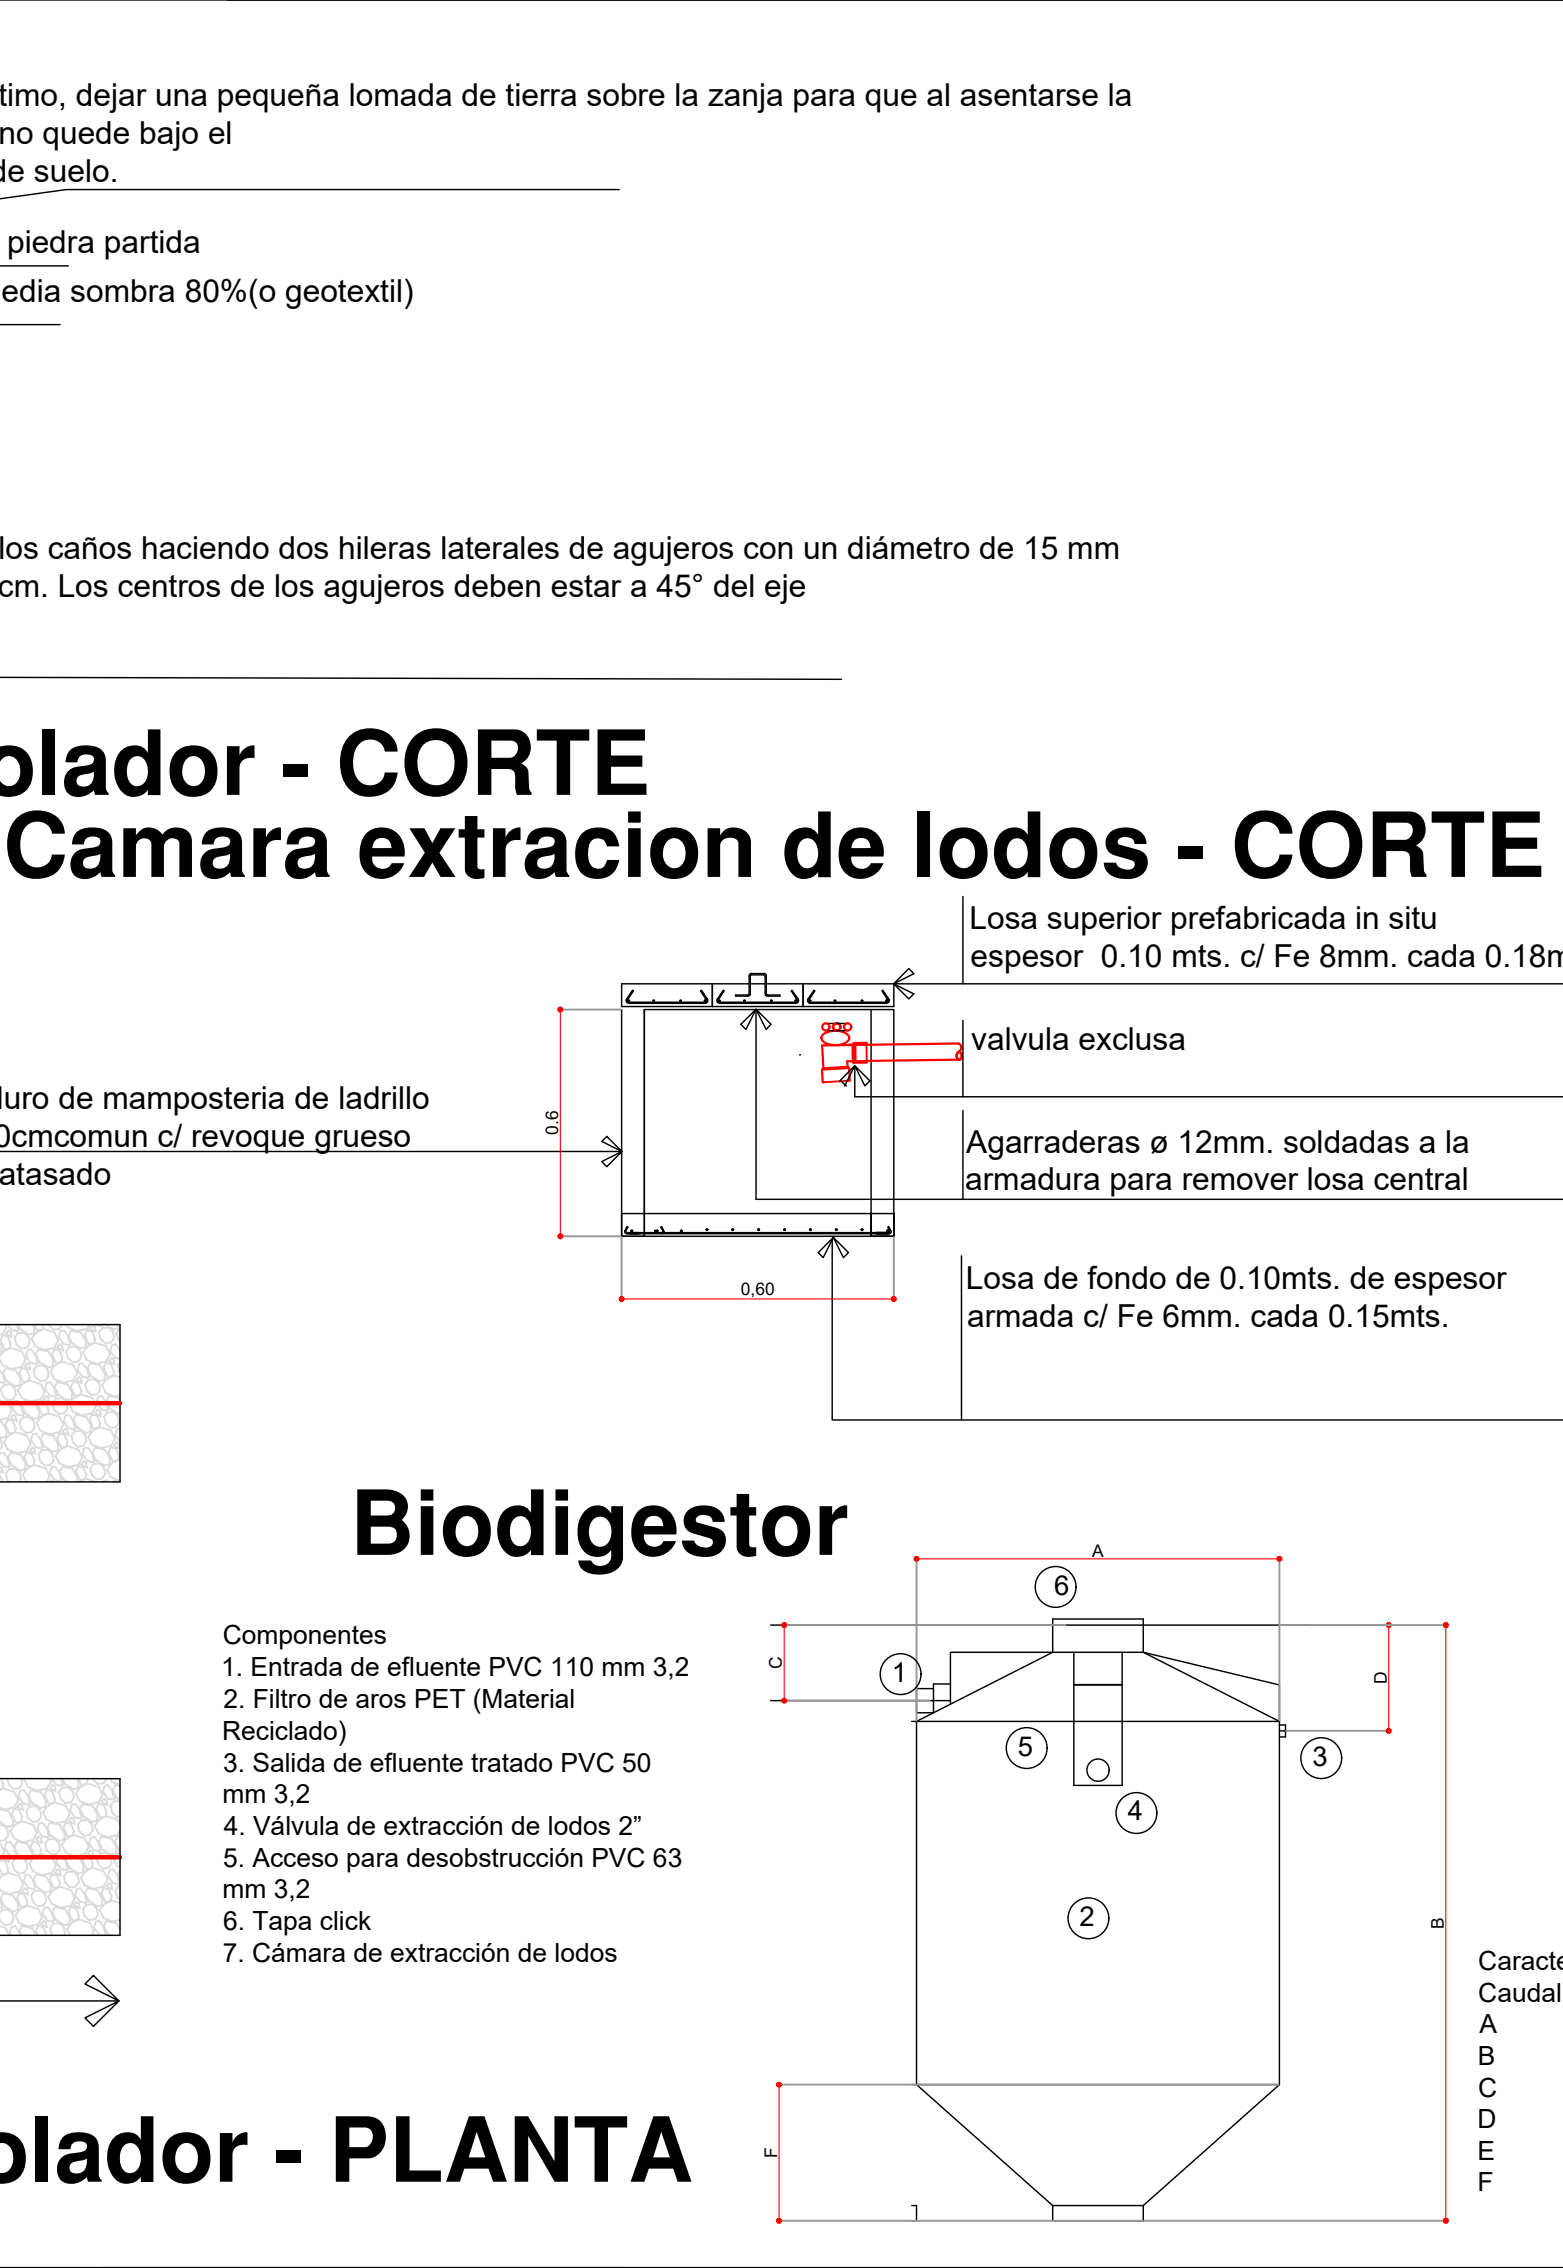 timo, dejar una pequeña lomada de tierra sobre la zanja para que al asentarse la
no quede bajo el
de suelo.
piedra partida
edia sombra 80%(o geotextil)
los caños haciendo dos hileras laterales de agujeros con un diámetro de 15 mm
cm. Los centros de los agujeros deben estar a 45° del eje
olador - CORTE
Camara extracion de lodos - CORTE
Losa superior prefabricada in situ
espesor 0.10 mts. c/ Fe 8mm. cada 0.18m
valvula exclusa
uro de mamposteria de ladrillo
0cmcomun c/ revoque grueso
atasado
0.6
Agarraderas ø 12mm. soldadas a la
armadura para remover losa central
0,60
Losa de fondo de 0.10mts. de espesor
armada c/ Fe 6mm. cada 0.15mts.
Biodigestor
Componentes
1. Entrada de efluente PVC 110 mm 3,2
2. Filtro de aros PET (Material
Reciclado)
3. Salida de efluente tratado PVC 50
mm 3,2
4. Válvula de extracción de lodos 2”
5. Acceso para desobstrucción PVC 63
mm 3,2
6. Tapa click
7. Cámara de extracción de lodos
A
6
C
1
D
5
3
4
2
B
F
Caracte
Caudal
A
B
C
D
E
F
olador - PLANTA